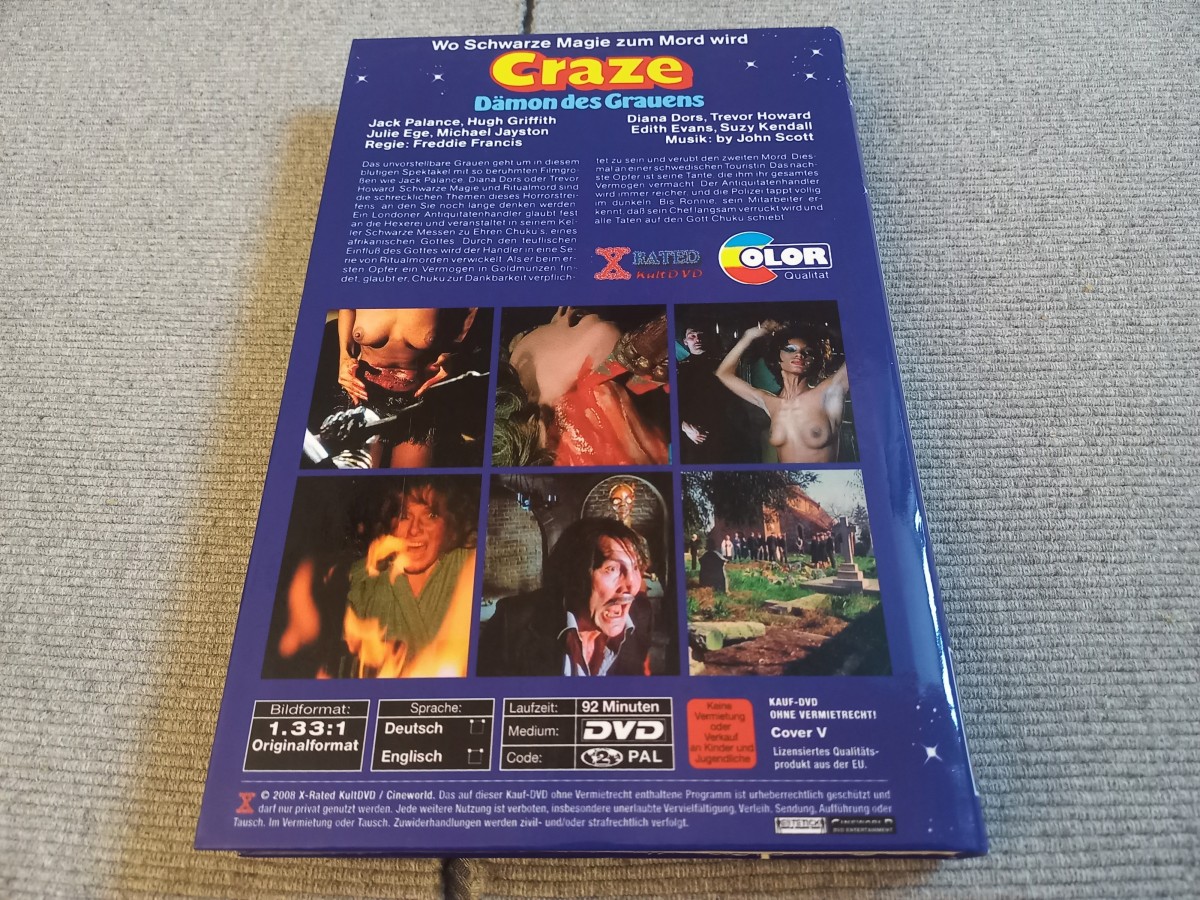 Wo Schwarze Magie zum Mord wird
Craze
Dämon des Grauens
Jack Palance, Hugh Griffith
Julie Ege, Michael Jayston
Regie: Freddie Francis
Diana Dors, Trevor Howard
Edith Evans, Suzy Kendall
Musik: by John Scott
Das unvorstellbare Grauen geht um in diesem
blutigen Spektakel mit so berühmten Filmgrö-
ßen wie Jack Palance, Diana Dors oder Trevor
Howard. Schwarze Magie und Ritualmord sind
die schrecklichen Themen dieses Horrorstrei-
fens, an den Sie noch lange denken werden.
Ein Londoner Antiquitätenhändler glaubt fest
an die Hexerei und veranstaltet in seinem Kel-
ler Schwarze Messen zu Ehren Chuku's, eines
afrikanischen Gottes. Durch den teuflischen
Einfluß des Gottes wird der Händler in eine Se-
rie von Ritualmorden verwickelt. Als er beim er-
sten Opfer ein Vermögen in Goldmünzen fin-
det, glaubt er, Chuku zur Dankbarkeit verpflich-
tet zu sein und verübt den zweiten Mord. Dies-
mal an einer schwedischen Touristin. Das näch-
ste Opfer ist seine Tante, die ihm ihr gesamtes
Vermögen vermacht. Der Antiquitätenhändler
wird immer reicher, und die Polizei tappt völlig
im dunkeln. Bis Ronnie, sein Mitarbeiter er-
kennt, daß sein Chef langsam verrückt wird und
alle Taten auf den Gott Chuku schiebt.
X RATED
KultDVD
COLOR
Qualität
Bildformat:
1.33:1
Originalformat
Sprache:
Deutsch
Englisch
Laufzeit: 92 Minuten
Medium: DVD
Code: 2 PAL
Keine
Vermietung
oder
Verkauf
an Kinder und
Jugendliche
KAUF-DVD
OHNE VERMIETRECHT!
Cover V
Lizensiertes Qualitäts-
produkt aus der EU.
X © 2008 X-Rated KultDVD / Cineworld. Das auf dieser Kauf-DVD ohne Vermietrecht enthaltene Programm ist urheberrechtlich geschützt und
darf nur privat genutzt werden. Jede weitere Nutzung ist verboten, insbesondere unerlaubte Vervielfältigung, Verleih, Sendung, Aufführung oder
Tausch. Im Vermietung oder Tausch. Zuwiderhandlungen werden zivil- und/oder strafrechtlich verfolgt.
CINEWORLD
DVD ENTERTAINMENT